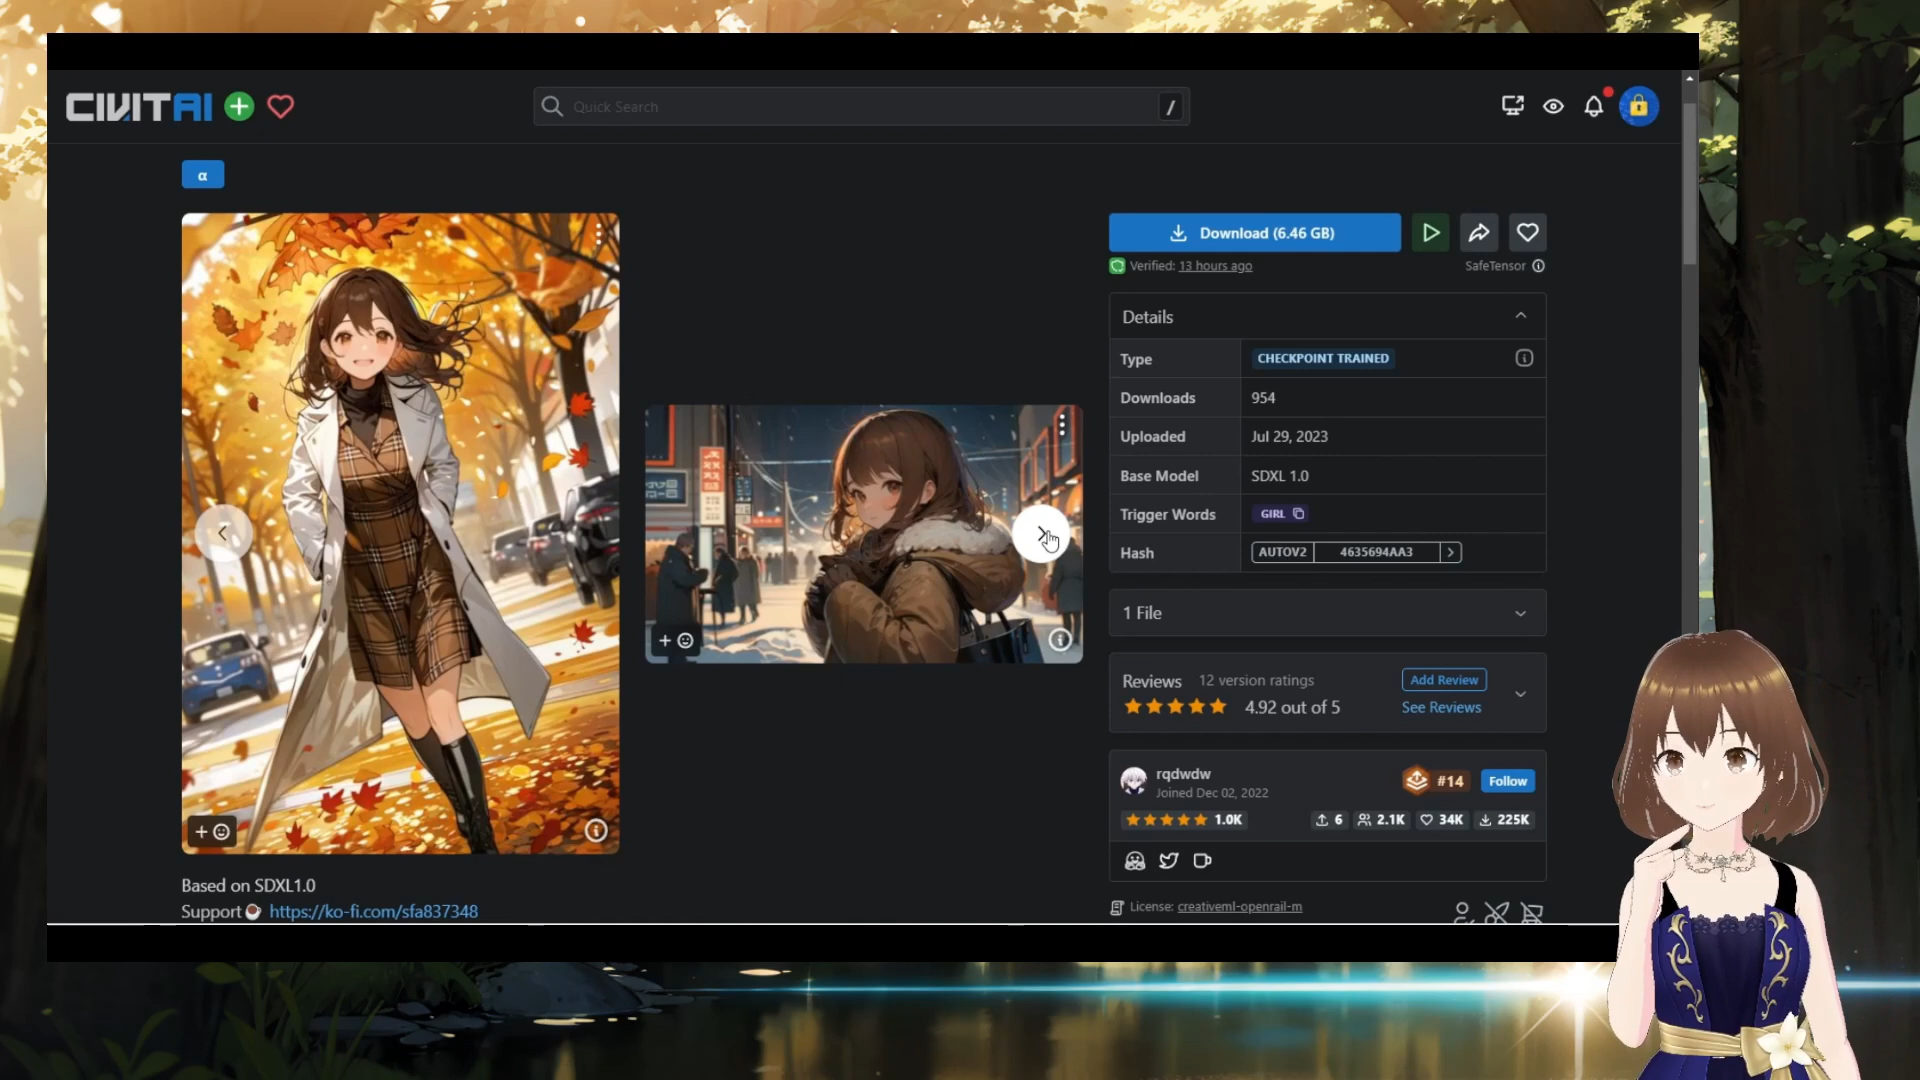 CIVITAI
Quick Search
/
α
Download (6.46 GB)
Verified: 13 hours ago
SafeTensor
Details
Type
CHECKPOINT TRAINED
Downloads
954
Uploaded
Jul 29, 2023
Base Model
SDXL 1.0
Trigger Words
GIRL
Hash
AUTOV2
4635694AA3
1 File
Reviews
12 version ratings
Add Review
4.92 out of 5
See Reviews
rqdwdw
Joined Dec 02, 2022
#14
Follow
1.0K
6
2.1K
34K
225K
License: creativeml-openrail-m
Based on SDXL1.0
Support https://ko-fi.com/sfa837348